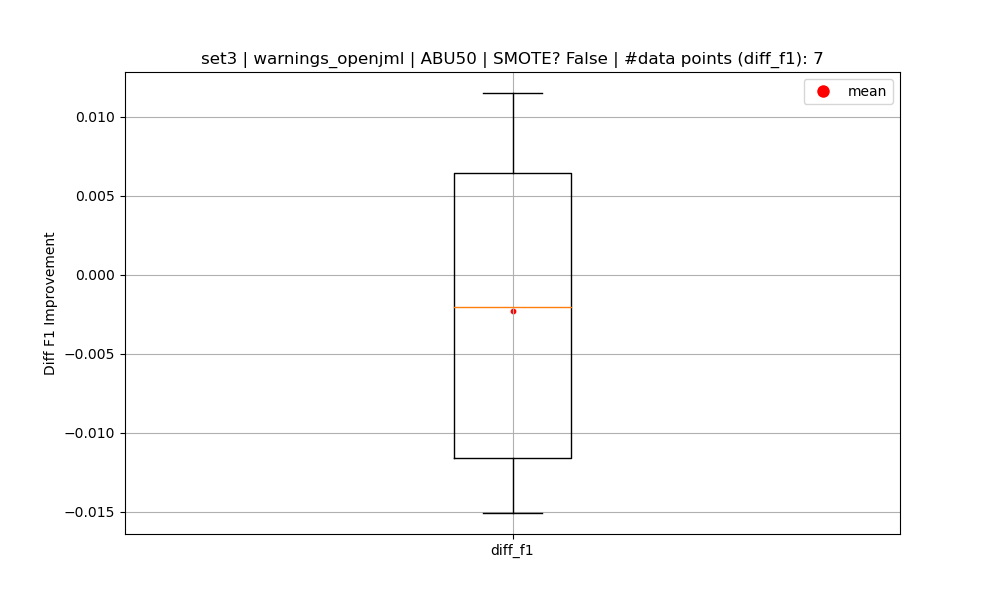 set3 | warnings_openjml | ABU50 | SMOTE? False | #data points (diff_f1): 7
mean
0.010
0.005
0.000
−0.005
−0.010
−0.015
Diff F1 Improvement
diff_f1